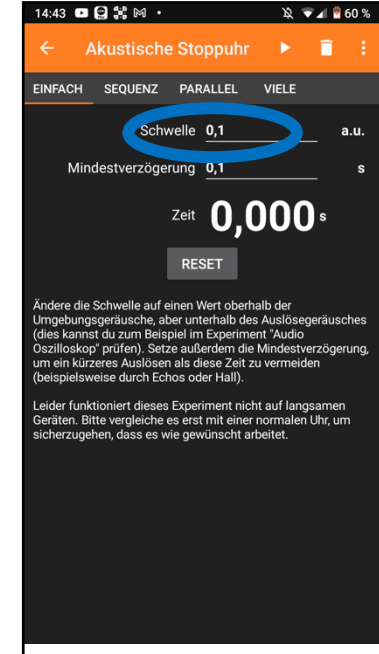 14:43 60 %
Akustische Stoppuhr
EINFACH SEQUENZ PARALLEL VIELE
Schwelle 0,1 a.u.
Mindestverzögerung 0,1 s
Zeit 0,000 s
RESET
Ändere die Schwelle auf einen Wert oberhalb der
Umgebungsgeräusche, aber unterhalb des Auslösegeräusches
(dies kannst du zum Beispiel im Experiment "Audio
Oszilloskop" prüfen). Setze außerdem die Mindestverzögerung,
um ein kürzeres Auslösen als diese Zeit zu vermeiden
(beispielsweise durch Echos oder Hall).
Leider funktioniert dieses Experiment nicht auf langsamen
Geräten. Bitte vergleiche es erst mit einer normalen Uhr, um
sicherzugehen, dass es wie gewünscht arbeitet.